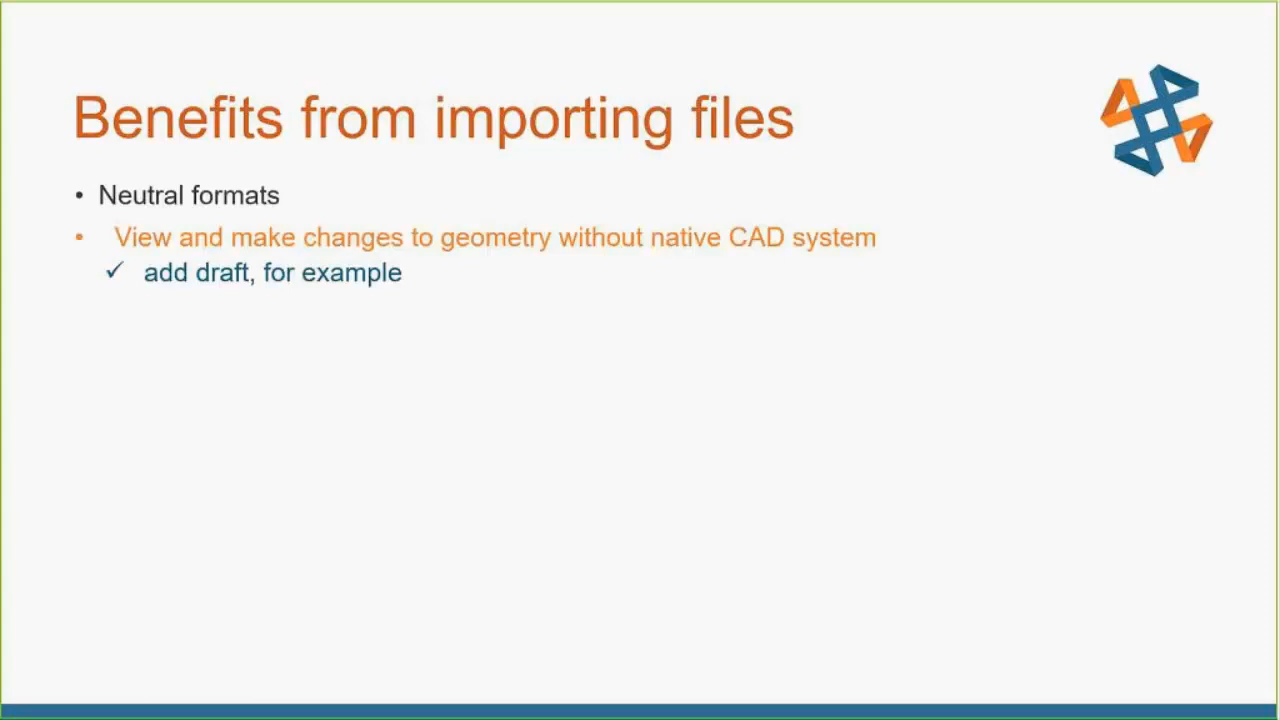 Benefits from importing files
• Neutral formats
• View and make changes to geometry without native CAD system
✓ add draft, for example